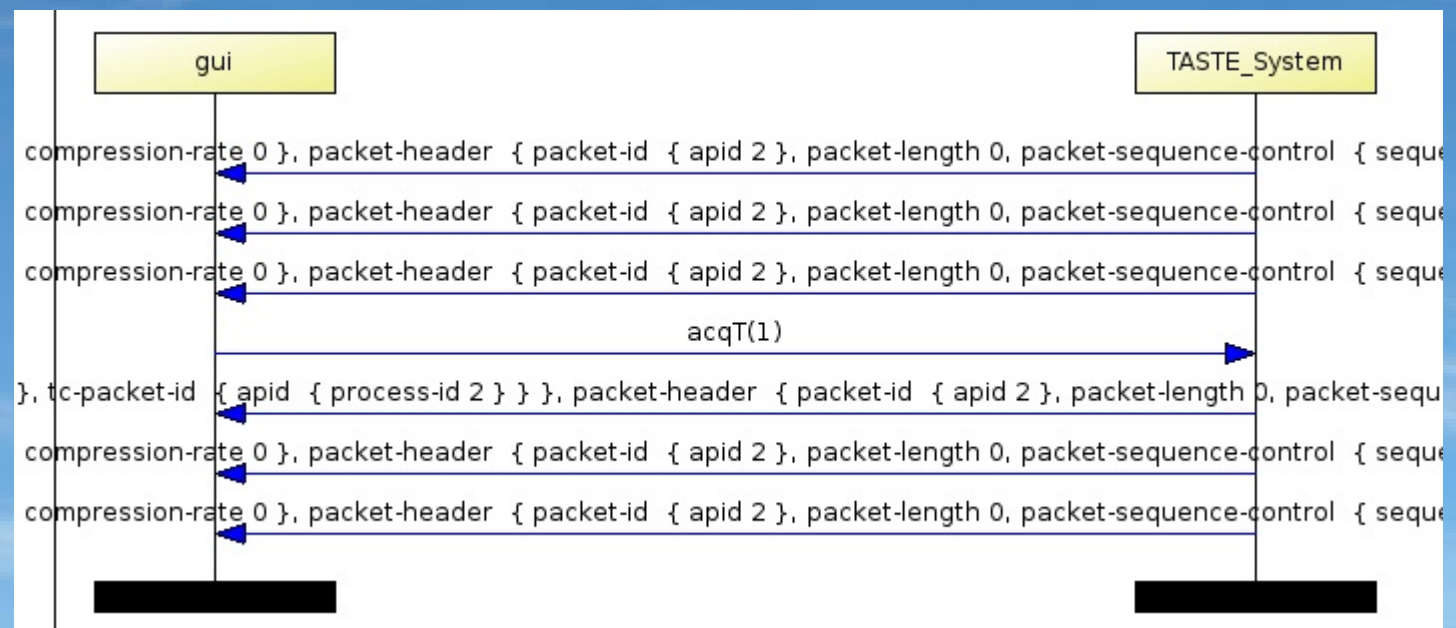 gui TASTE_System
compression-rate 0 }, packet-header { packet-id { apid 2 }, packet-length 0, packet-sequence-control { seque
compression-rate 0 }, packet-header { packet-id { apid 2 }, packet-length 0, packet-sequence-control { seque
compression-rate 0 }, packet-header { packet-id { apid 2 }, packet-length 0, packet-sequence-control { seque
acqT(1)
}, tc-packet-id { apid { process-id 2 } } }, packet-header { packet-id { apid 2 }, packet-length 0, packet-sequ
compression-rate 0 }, packet-header { packet-id { apid 2 }, packet-length 0, packet-sequence-control { seque
compression-rate 0 }, packet-header { packet-id { apid 2 }, packet-length 0, packet-sequence-control { seque